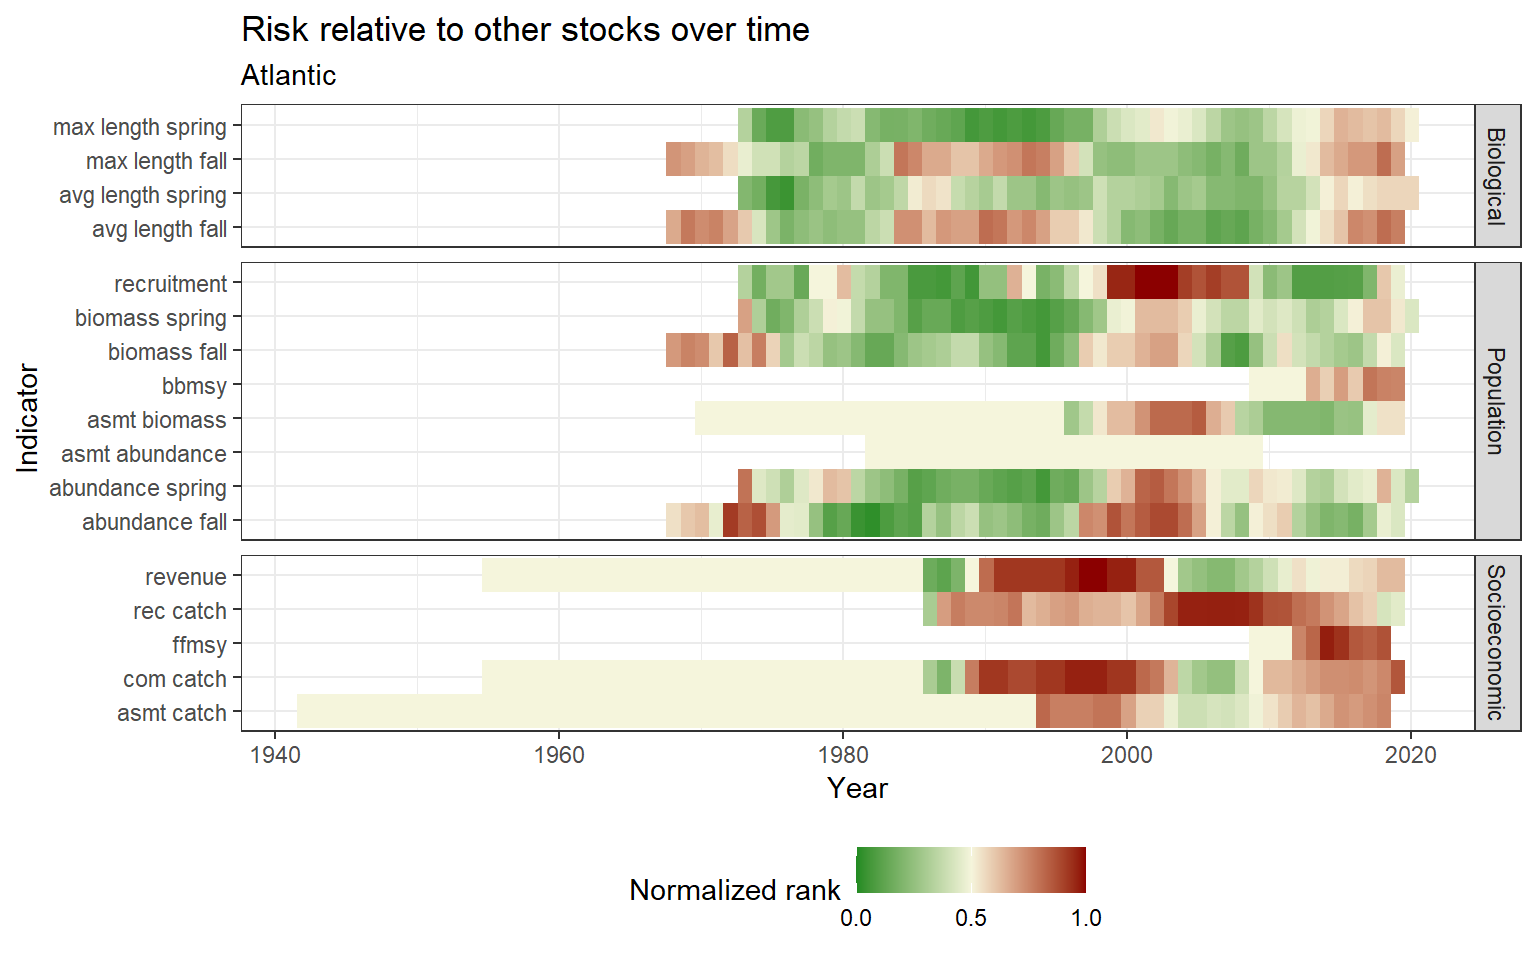 Risk relative to other stocks over time
Atlantic
Indicator
max length spring
max length fall
avg length spring
avg length fall
Biological
recruitment
biomass spring
biomass fall
bbmsy
asmt biomass
asmt abundance
abundance spring
abundance fall
Population
revenue
rec catch
ffmsy
com catch
asmt catch
Socioeconomic
1940 1960 1980 2000 2020
Year
Normalized rank
0.0 0.5 1.0